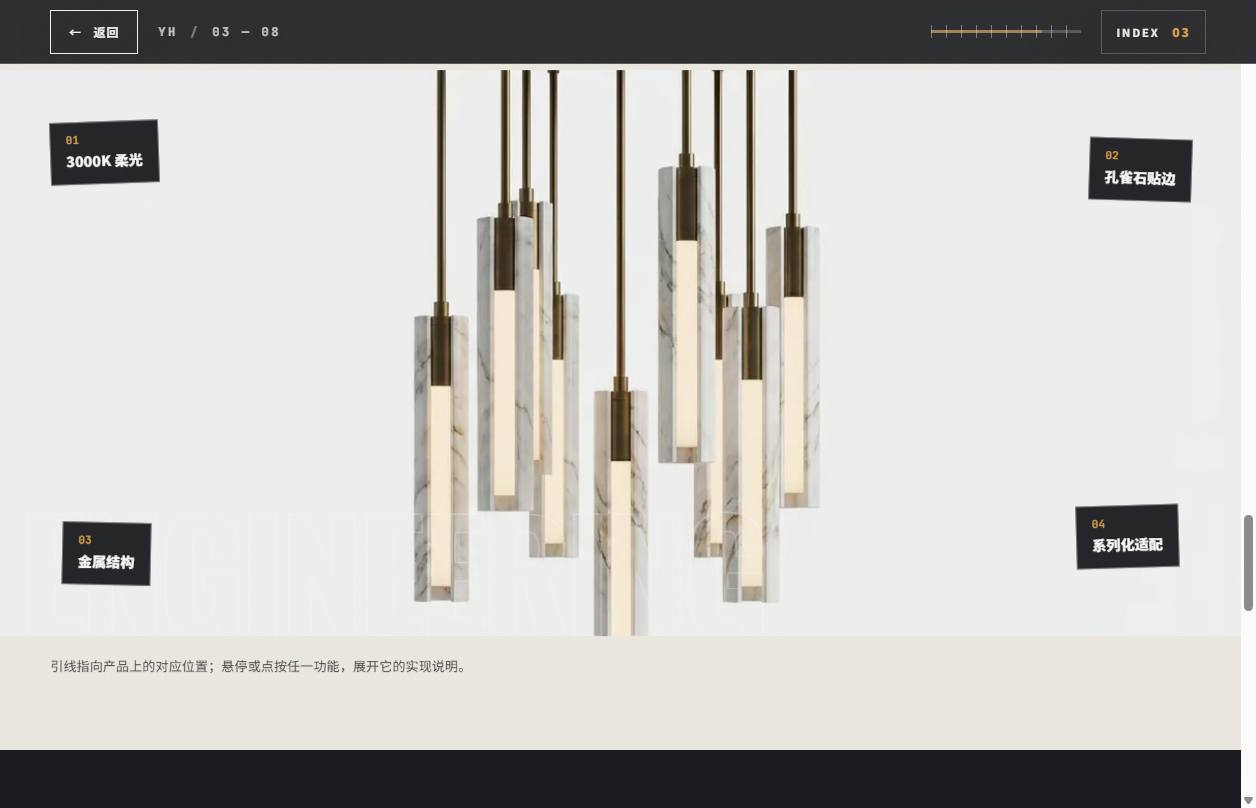 ← 返回
YH / 03 — 08
INDEX 03
01
3000K 柔光
02
孔雀石贴边
03
金属结构
04
系列化适配
引线指向产品上的对应位置；悬停或点按任一功能，展开它的实现说明。